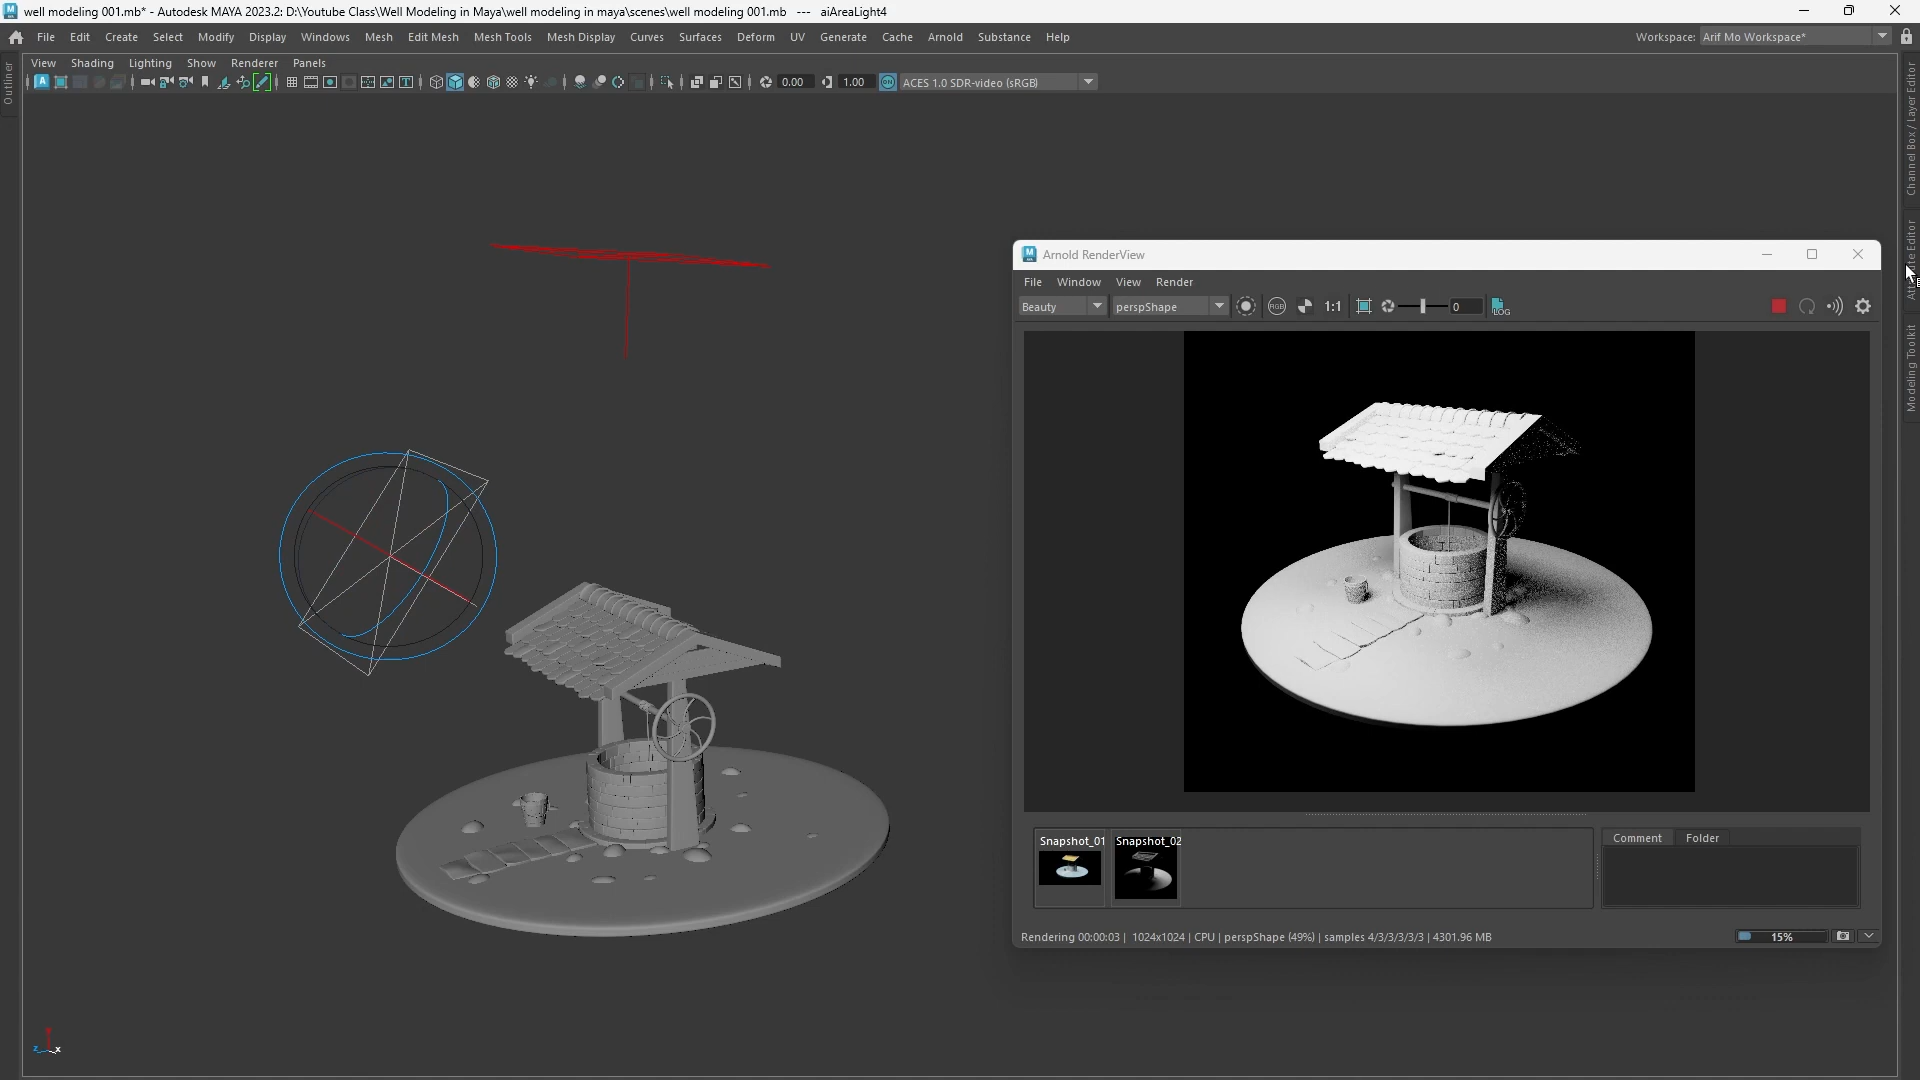 well modeling 001.mb* - Autodesk MAYA 2023.2: D:\Youtube Class\Well Modeling in Maya\well modeling in maya\scenes\well modeling 001.mb --- aiAreaLight4
File Edit Create Select Modify Display Windows Mesh Edit Mesh Mesh Tools Mesh Display Curves Surfaces Deform UV Generate Cache Arnold Substance Help
Workspace: Arif Mo Workspace*
View Shading Lighting Show Renderer Panels
0.00 1.00 ON ACES 1.0 SDR-video (sRGB)
Outliner
Channel Box / Layer Editor
Attribute Editor
Modeling Toolkit
Arnold RenderView
File Window View Render
Beauty perspShape RGB 1:1 0 LOG
Snapshot_01 Snapshot_02
Comment Folder
Rendering 00:00:03 | 1024x1024 | CPU | perspShape (49%) | samples 4/3/3/3/3/3 | 4301.96 MB
15%
z x